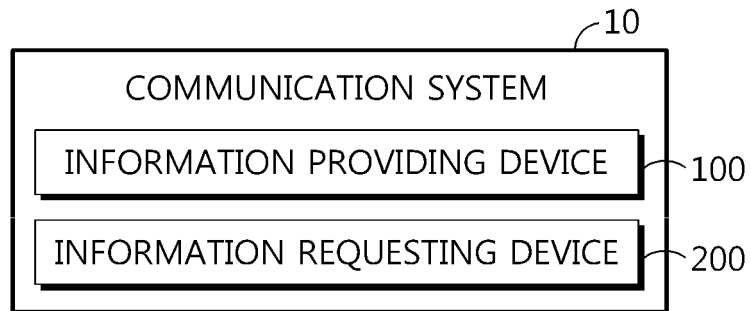 10
COMMUNICATION SYSTEM
INFORMATION PROVIDING DEVICE
100
INFORMATION REQUESTING DEVICE
200